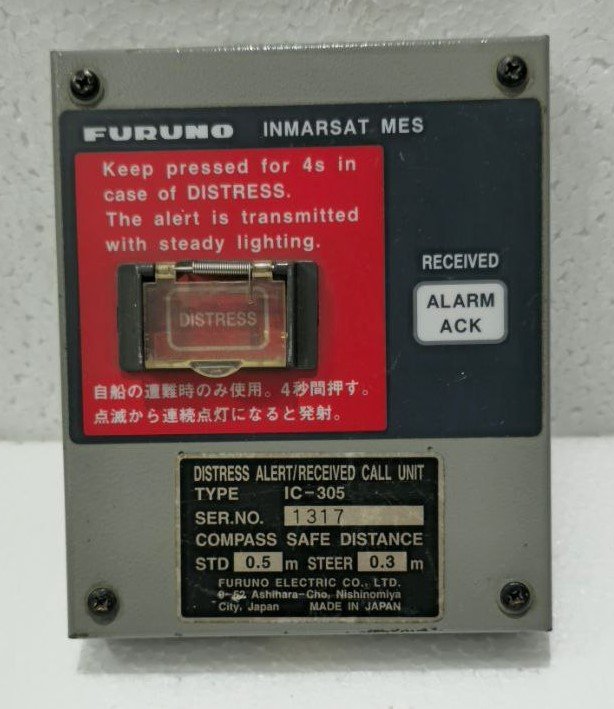 FURUNO INMARSAT MES
Keep pressed for 4s in
case of DISTRESS.
The alert is transmitted
with steady lighting.
DISTRESS
自船の遭難時のみ使用。4秒間押す。
点滅から連続点灯になると発射。
RECEIVED
ALARM
ACK
DISTRESS ALERT/RECEIVED CALL UNIT
TYPE IC-305
SER.NO. 1317
COMPASS SAFE DISTANCE
STD 0.5 m STEER 0.3 m
FURUNO ELECTRIC CO., LTD.
9-52 Ashihara-Cho, Nishinomiya
City, Japan MADE IN JAPAN